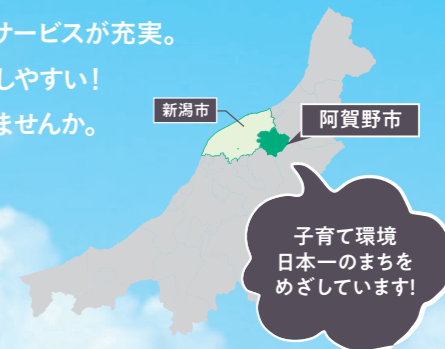 サービスが充実。
しやすい!
ませんか。
新潟市
阿賀野市
子育て環境
日本一のまちを
めざしています!